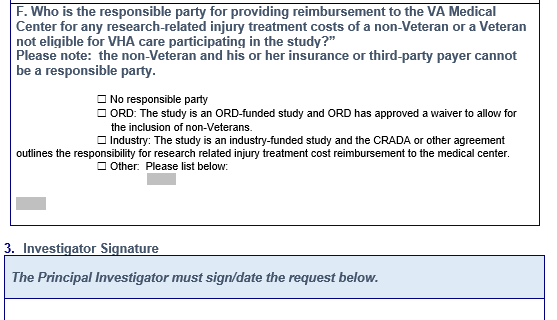 F. Who is the responsible party for providing reimbursement to the VA Medical
Center for any research-related injury treatment costs of a non-Veteran or a Veteran
not eligible for VHA care participating in the study?”
Please note:  the non-Veteran and his or her insurance or third-party payer cannot
be a responsible party.
☐ No responsible party
☐ ORD: The study is an ORD-funded study and ORD has approved a waiver to allow for
the inclusion of non-Veterans.
☐ Industry: The study is an industry-funded study and the CRADA or other agreement
outlines the responsibility for research related injury treatment cost reimbursement to the medical center.
☐ Other:  Please list below:
3.  Investigator Signature
The Principal Investigator must sign/date the request below.